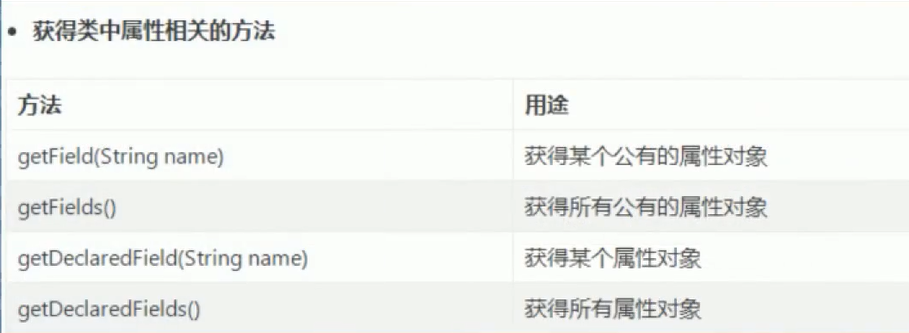 • 获得类中属性相关的方法
方法 用途
getField(String name) 获得某个公有的属性对象
getFields() 获得所有公有的属性对象
getDeclaredField(String name) 获得某个属性对象
getDeclaredFields() 获得所有属性对象